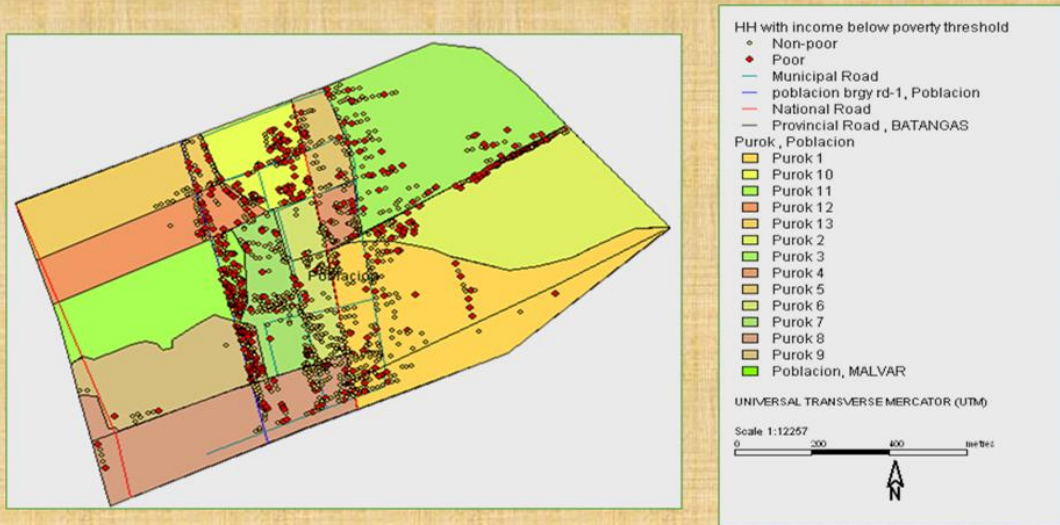 Poblacion
HH with income below poverty threshold
Non-poor
Poor
Municipal Road
poblacion brgy rd-1, Poblacion
National Road
Provincial Road , BATANGAS
Purok , Poblacion
Purok 1
Purok 10
Purok 11
Purok 12
Purok 13
Purok 2
Purok 3
Purok 4
Purok 5
Purok 6
Purok 7
Purok 8
Purok 9
Poblacion, MALVAR
UNIVERSAL TRANSVERSE MERCATOR (UTM)
Scale 1:12257
0 200 400 metres
N